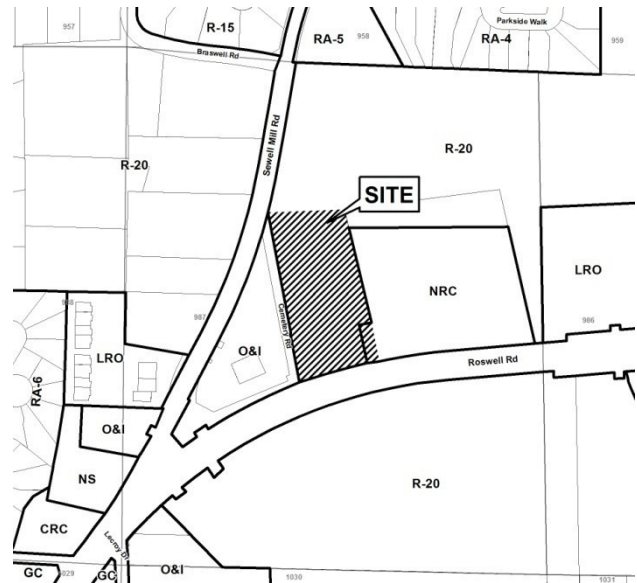 957
R-15
RA-5
958
Parkside Walk
RA-4
959
Braswell Rd
Sewell Mill Rd
R-20
R-20
SITE
NRC
LRO
986
987
988
Cemetery Rd
O&I
LRO
RA-6
Roswell Rd
O&I
NS
R-20
CRC
Lecroy Dr
O&I
GC
1029
GC
1030
1031